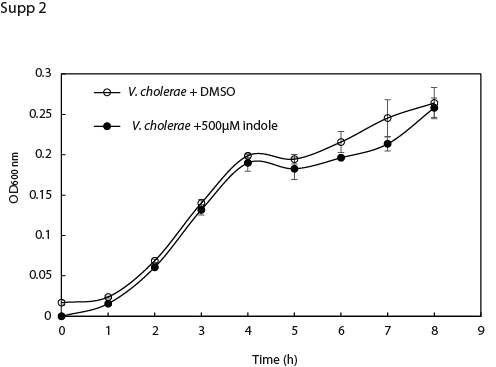 Supp 2
0.3
V. cholerae + DMSO
0.25
V. cholerae +500µM Indole
0.2
OD600 nm
0.15
0.1
0.05
0
0 1 2 3 4 5 6 7 8 9
Time (h)